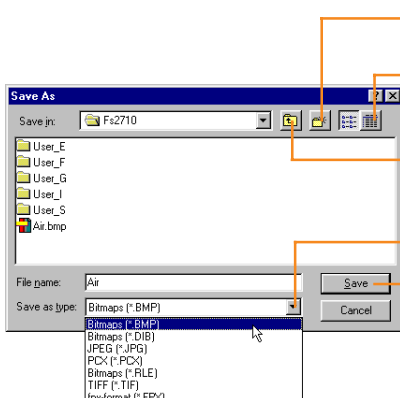 Save As
Save in: Fs2710
User_E
User_F
User_G
User_I
User_S
Air.bmp
File name: Air Save
Save as type: Bitmaps (*.BMP) Cancel
Bitmaps (*.BMP)
Bitmaps (*.DIB)
JPEG (*.JPG)
PCX (*.PCX)
Bitmaps (*.RLE)
TIFF (*.TIF)